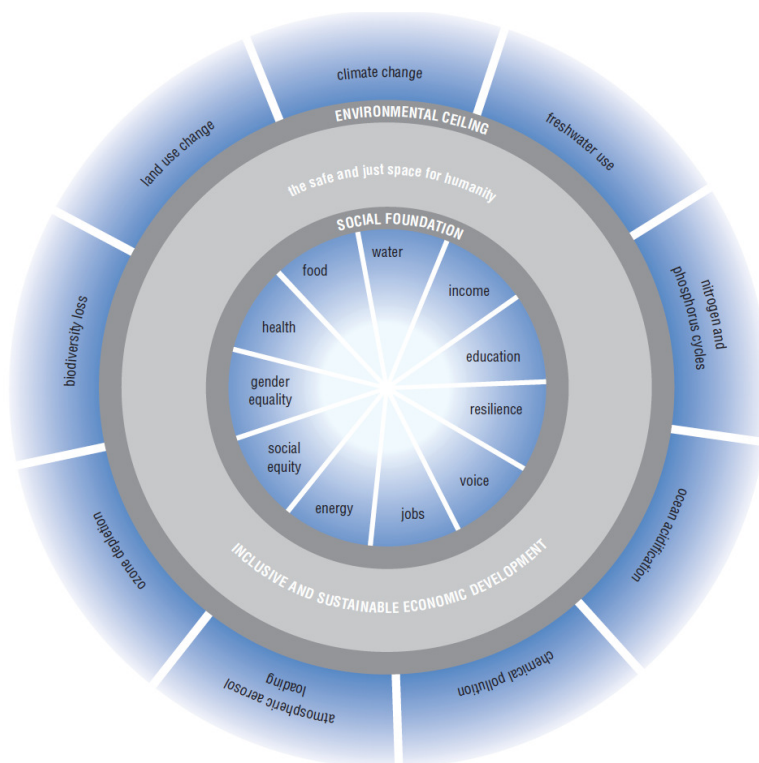 climate change
freshwater use
nitrogen and
phosphorus cycles
ocean acidification
chemical pollution
atmospheric aerosol
loading
ozone depletion
biodiversity loss
land use change
ENVIRONMENTAL CEILING
the safe and just space for humanity
SOCIAL FOUNDATION
water
income
education
resilience
voice
jobs
energy
social
equity
gender
equality
health
food
INCLUSIVE AND SUSTAINABLE ECONOMIC DEVELOPMENT